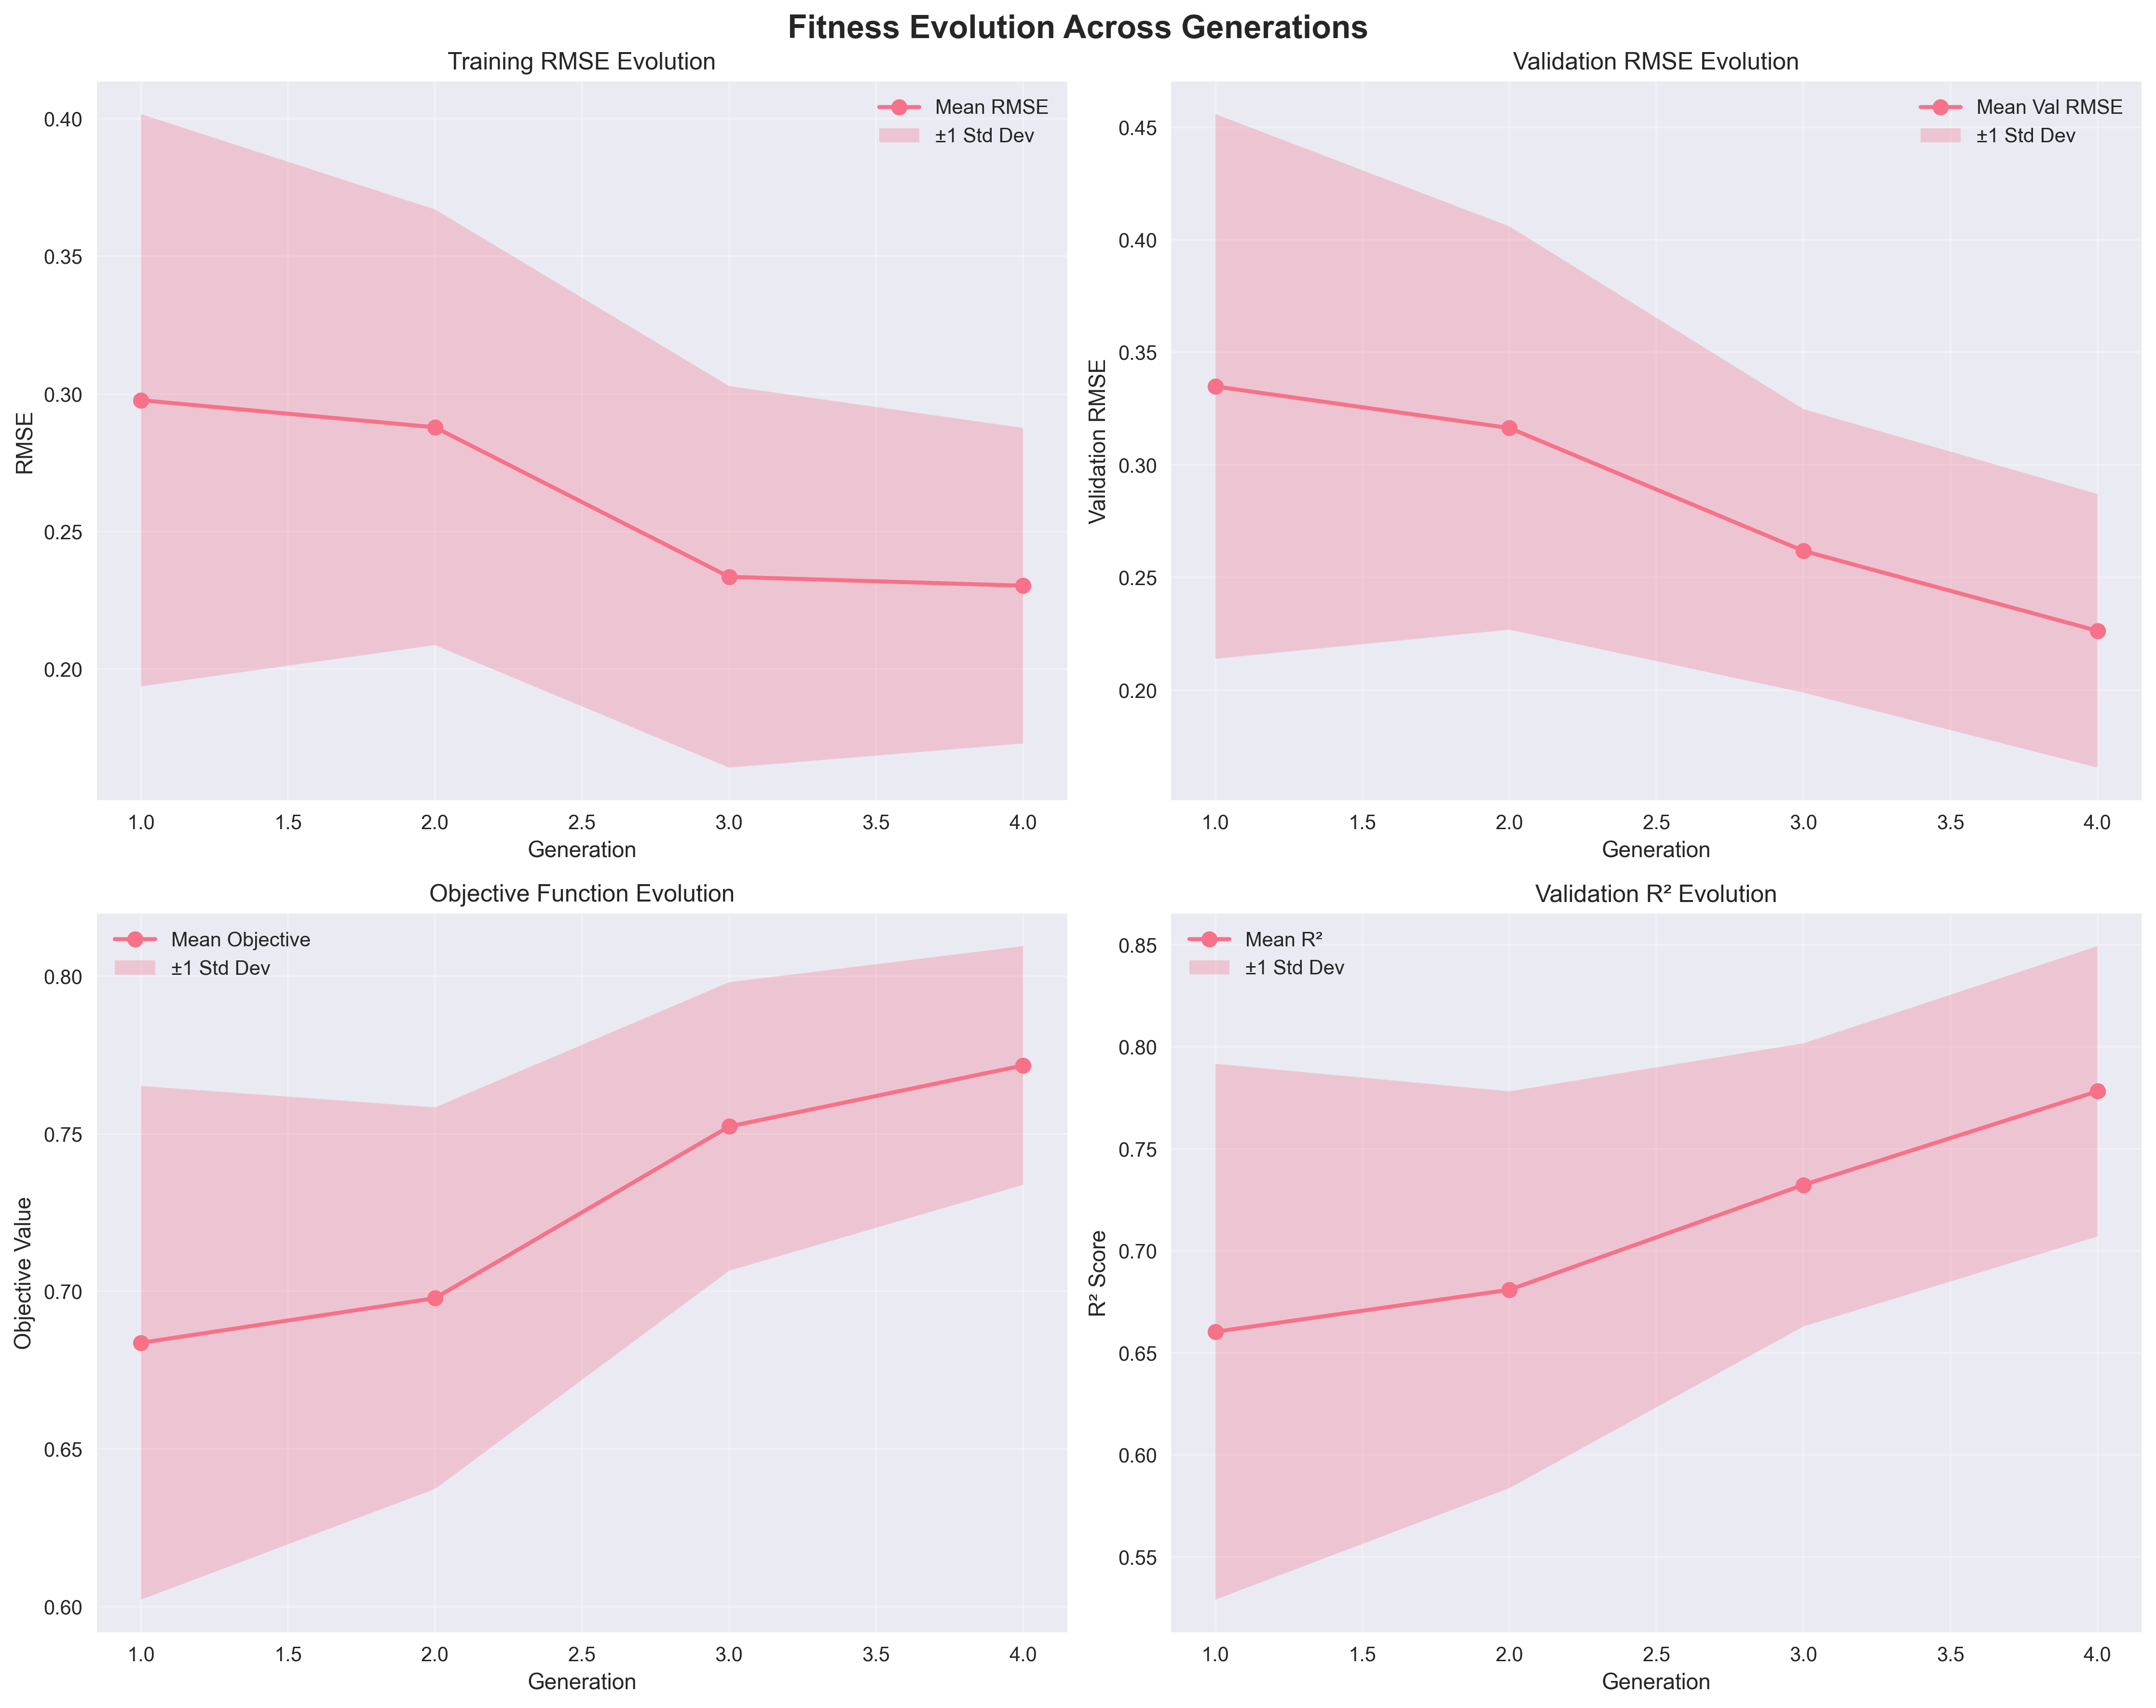 Fitness Evolution Across Generations
Training RMSE Evolution
Mean RMSE
±1 Std Dev
RMSE
0.40
0.35
0.30
0.25
0.20
1.0 1.5 2.0 2.5 3.0 3.5 4.0
Generation
Validation RMSE Evolution
Mean Val RMSE
±1 Std Dev
Validation RMSE
0.45
0.40
0.35
0.30
0.25
0.20
1.0 1.5 2.0 2.5 3.0 3.5 4.0
Generation
Objective Function Evolution
Mean Objective
±1 Std Dev
Objective Value
0.80
0.75
0.70
0.65
0.60
1.0 1.5 2.0 2.5 3.0 3.5 4.0
Generation
Validation R² Evolution
Mean R²
±1 Std Dev
R² Score
0.85
0.80
0.75
0.70
0.65
0.60
0.55
1.0 1.5 2.0 2.5 3.0 3.5 4.0
Generation